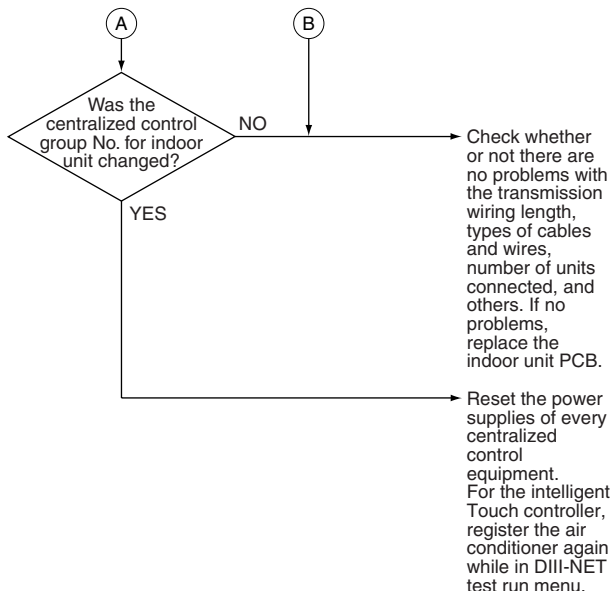 A
B
Was the
centralized control
group No. for indoor
unit changed?
NO
YES
Check whether
or not there are
no problems with
the transmission
wiring length,
types of cables
and wires,
number of units
connected, and
others. If no
problems,
replace the
indoor unit PCB.
Reset the power
supplies of every
centralized
control
equipment.
For the intelligent
Touch controller,
register the air
conditioner again
while in DIII-NET
test run menu.